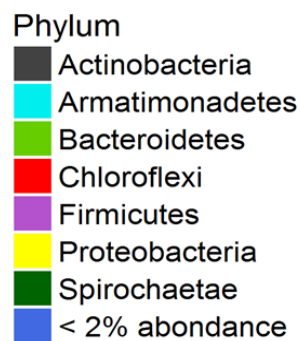 Phylum
Actinobacteria
Armatimonadetes
Bacteroidetes
Chloroflexi
Firmicutes
Proteobacteria
Spirochaetae
< 2% abondance